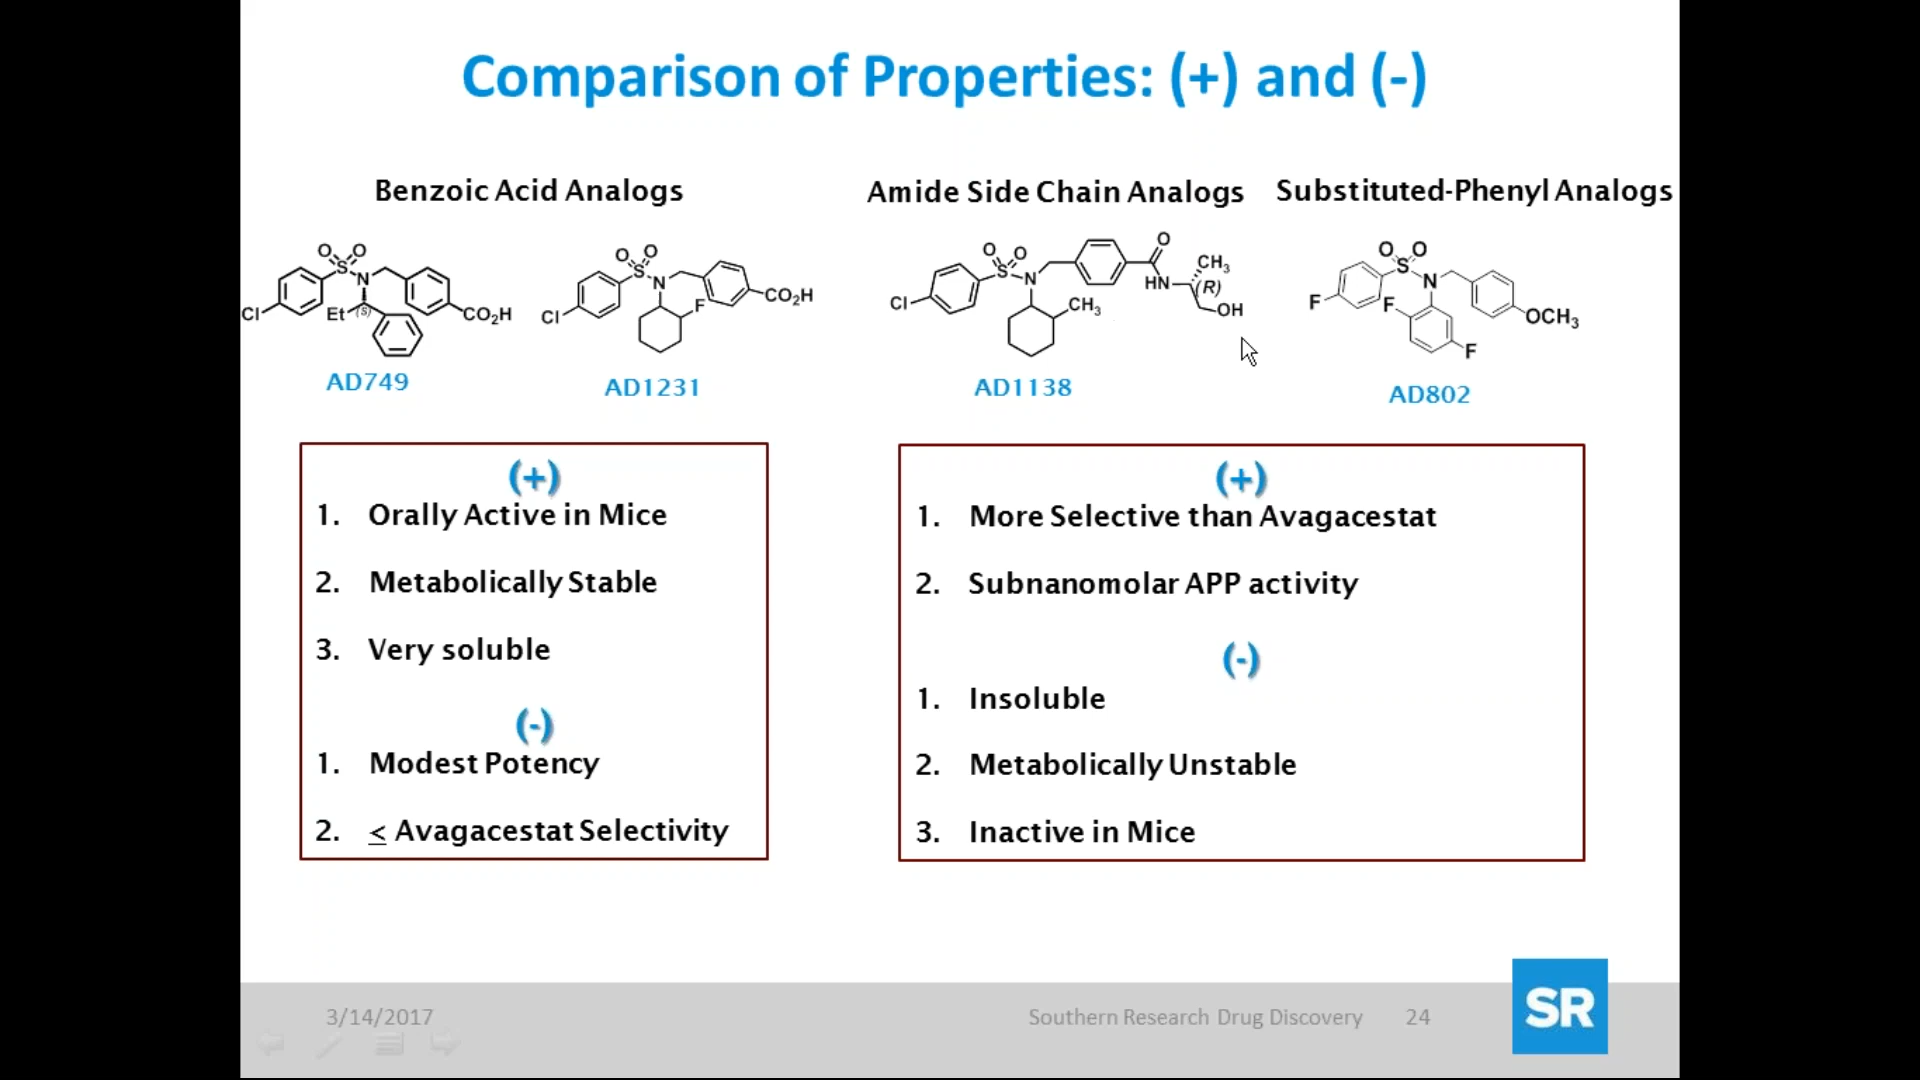 Comparison of Properties: (+) and (-)
Benzoic Acid Analogs
Amide Side Chain Analogs
Substituted-Phenyl Analogs
O O
S
N
Cl
Et
(S)
CO₂H
AD749
O O
S
N
F
Cl
CO₂H
AD1231
O O
S
N
Cl
CH₃
O
HN
CH₃
(R)
OH
AD1138
O O
S
N
F
F
F
OCH₃
AD802
(+)
1. Orally Active in Mice
2. Metabolically Stable
3. Very soluble
(-)
1. Modest Potency
2. ≤ Avagacestat Selectivity
(+)
1. More Selective than Avagacestat
2. Subnanomolar APP activity
(-)
1. Insoluble
2. Metabolically Unstable
3. Inactive in Mice
3/14/2017
Southern Research Drug Discovery
24
SR